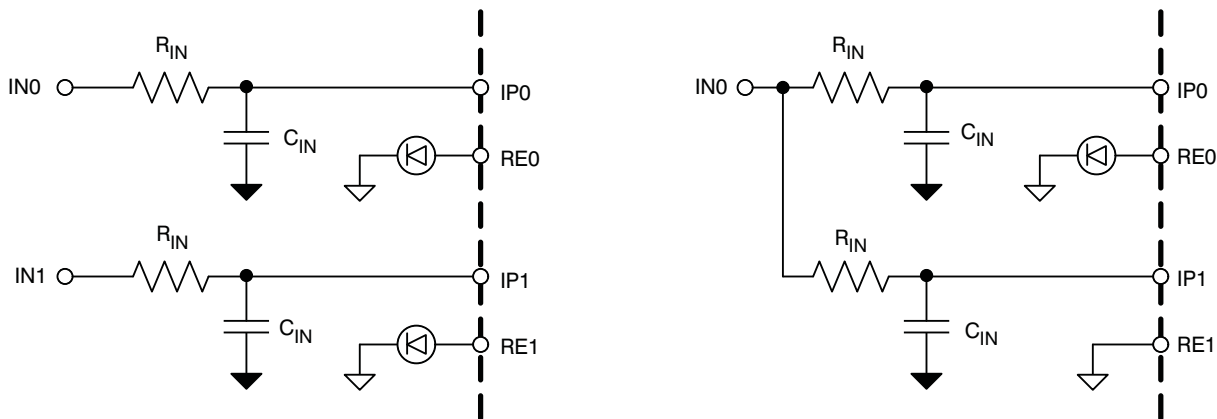 R_IN
IN0
IP0
C_IN
RE0
R_IN
IN1
IP1
C_IN
RE1
R_IN
IN0
IP0
C_IN
RE0
R_IN
IP1
C_IN
RE1